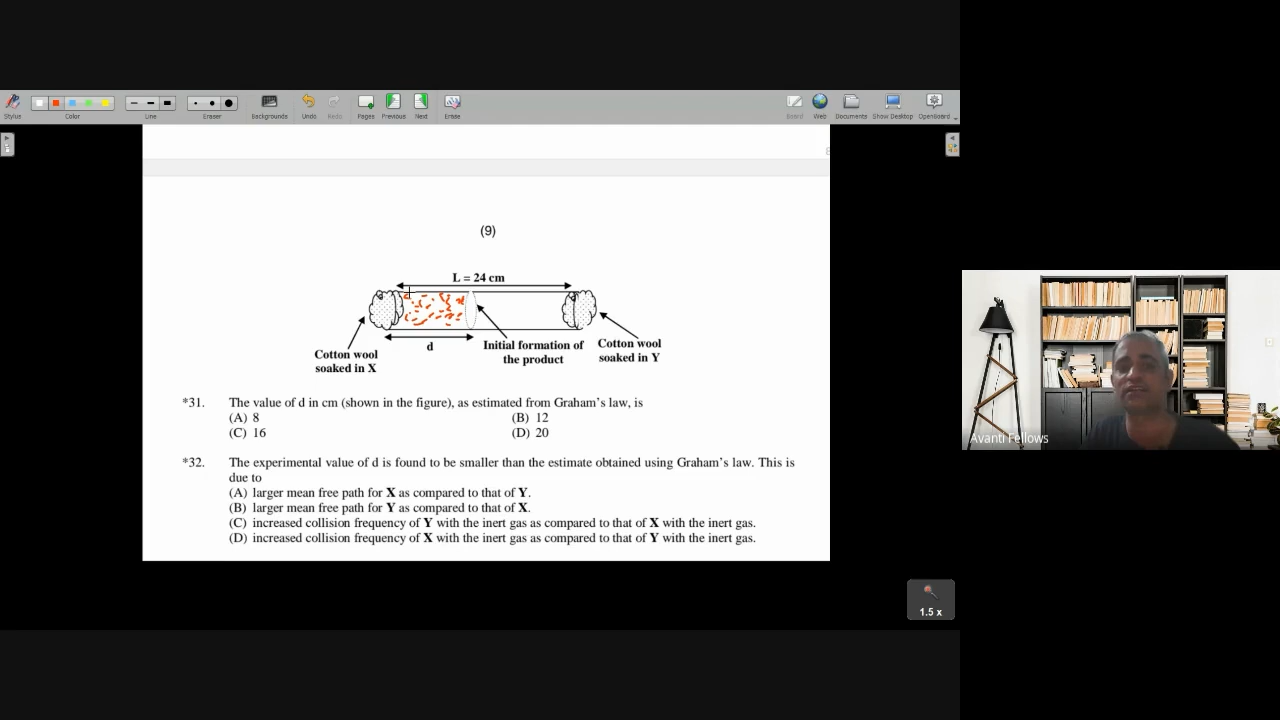 Stylus
Color
Line
Eraser
Backgrounds
Undo
Redo
Pages
Previous
Next
Erase
Board
Web
Documents
Show Desktop
OpenBoard
(9)
L = 24 cm
d
Initial formation of
the product
Cotton wool
soaked in X
Cotton wool
soaked in Y
*31. The value of d in cm (shown in the figure), as estimated from Graham's law, is
(A) 8 (B) 12
(C) 16 (D) 20
*32. The experimental value of d is found to be smaller than the estimate obtained using Graham's law. This is
due to
(A) larger mean free path for X as compared to that of Y.
(B) larger mean free path for Y as compared to that of X.
(C) increased collision frequency of Y with the inert gas as compared to that of X with the inert gas.
(D) increased collision frequency of X with the inert gas as compared to that of Y with the inert gas.
1.5 x
Avanti Fellows